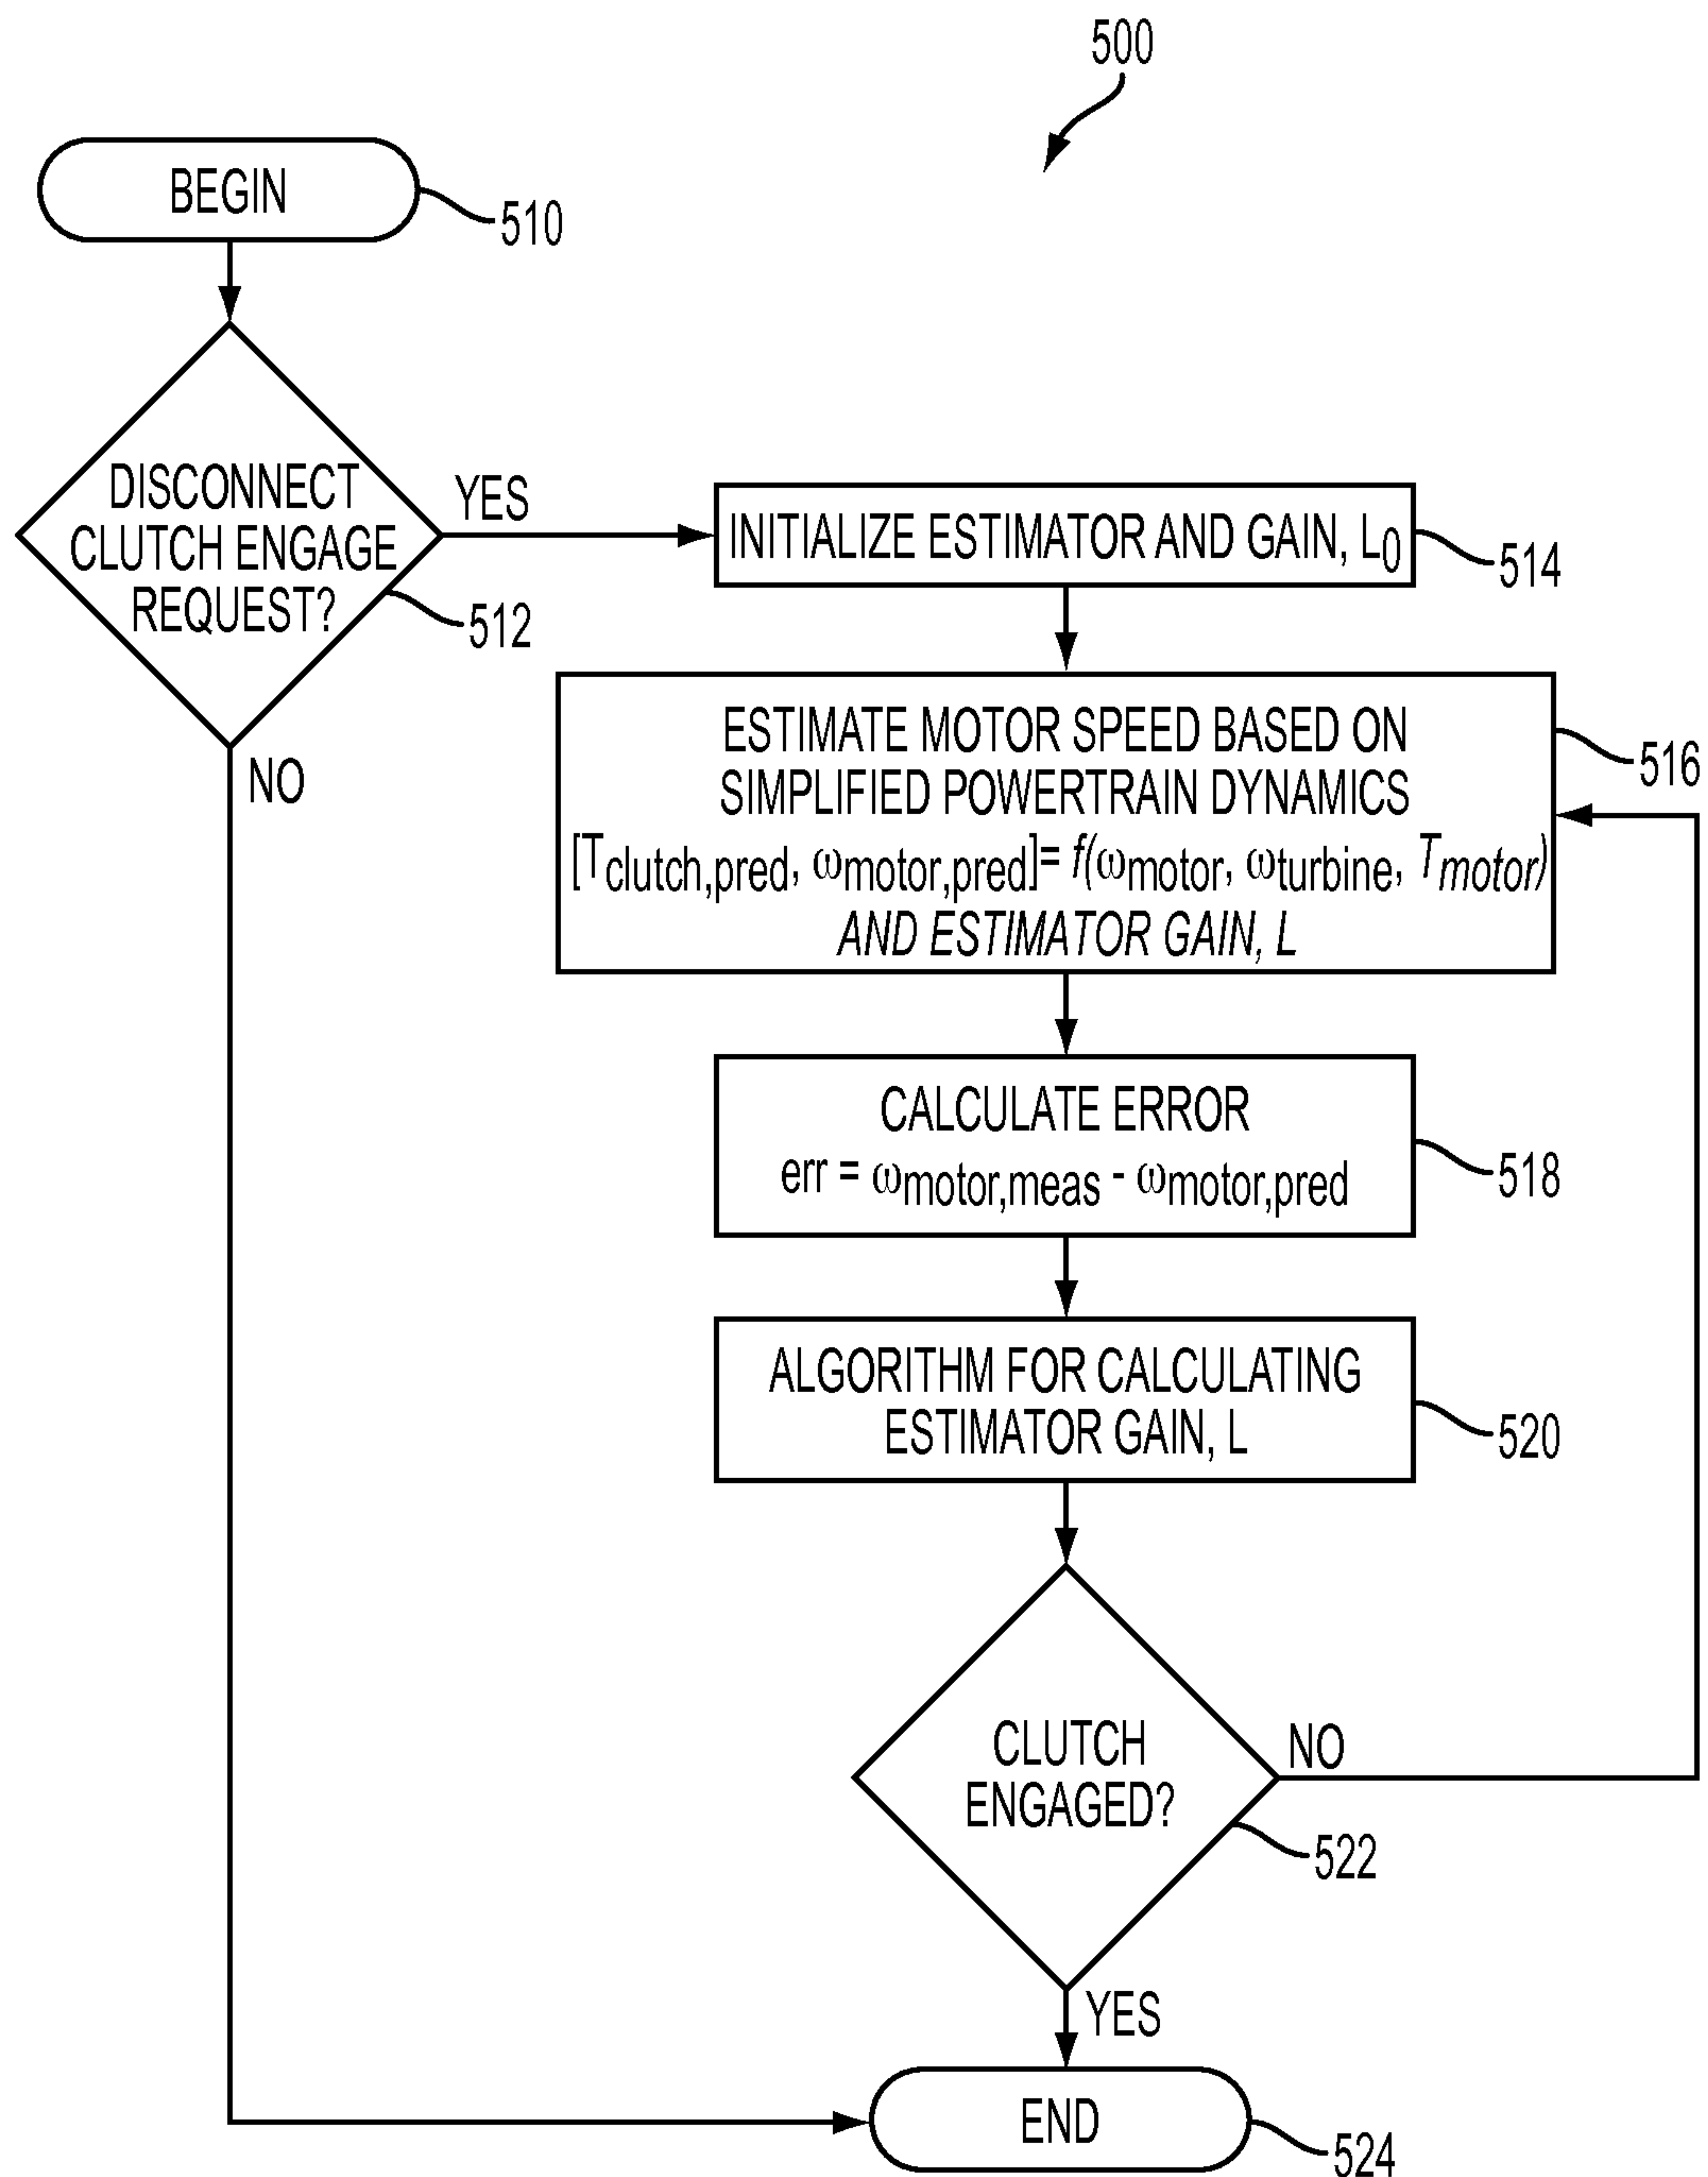 500
BEGIN
510
DISCONNECT
CLUTCH ENGAGE
REQUEST?
512
YES
NO
INITIALIZE ESTIMATOR AND GAIN, L0
514
ESTIMATE MOTOR SPEED BASED ON
SIMPLIFIED POWERTRAIN DYNAMICS
[Tclutch,pred, ωmotor,pred]= f(ωmotor, ωturbine, Tmotor)
AND ESTIMATOR GAIN, L
516
CALCULATE ERROR
err = ωmotor,meas - ωmotor,pred
518
ALGORITHM FOR CALCULATING
ESTIMATOR GAIN, L
520
CLUTCH
ENGAGED?
NO
522
YES
END
524